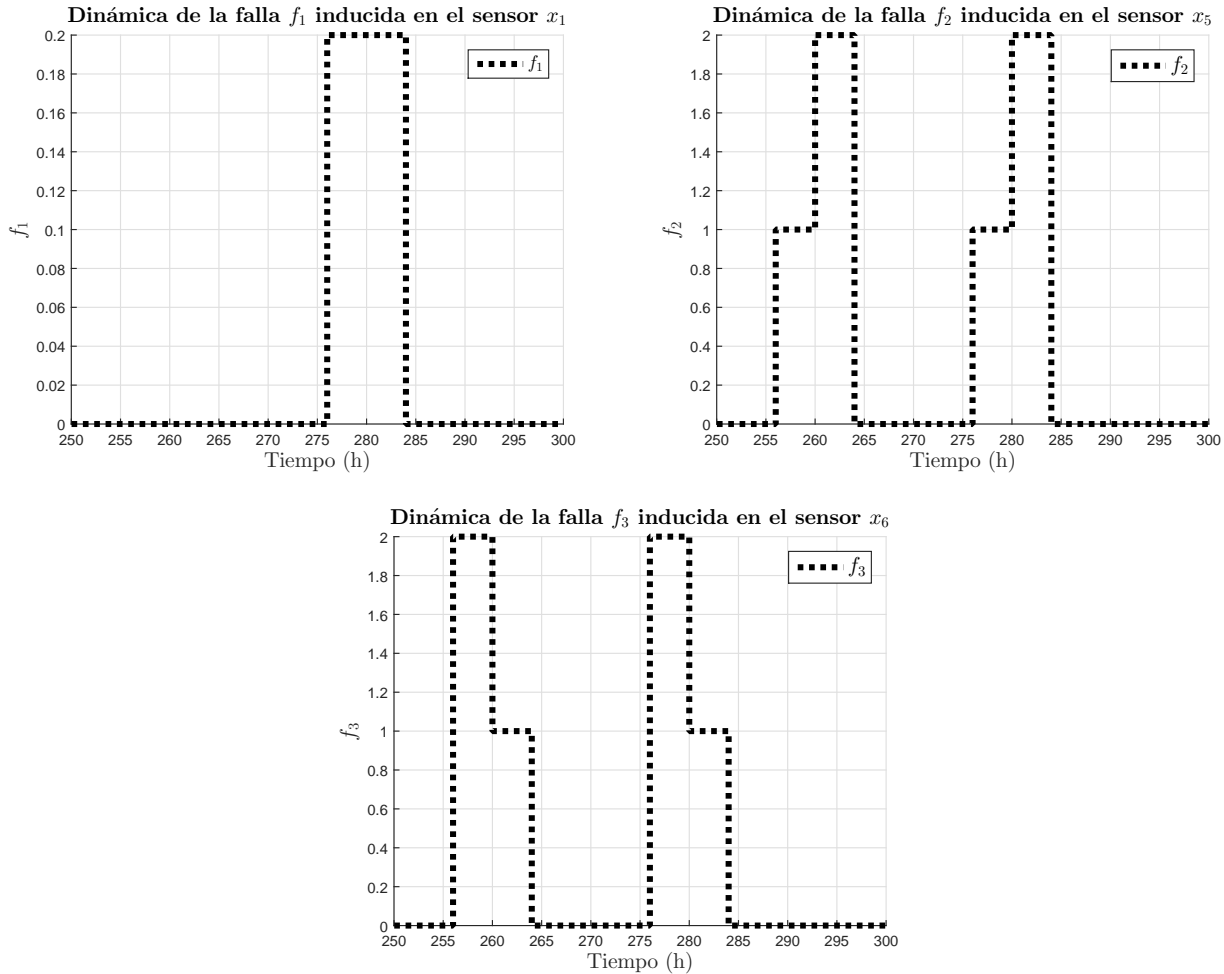 Dinámica de la falla f₁ inducida en el sensor x₁
0.2
0.18
0.16
0.14
0.12
0.1
0.08
0.06
0.04
0.02
0
f₁
f₁
250 255 260 265 270 275 280 285 290 295 300
Tiempo (h)
Dinámica de la falla f₂ inducida en el sensor x₅
2
1.8
1.6
1.4
1.2
1
0.8
0.6
0.4
0.2
0
f₂
f₂
250 255 260 265 270 275 280 285 290 295 300
Tiempo (h)
Dinámica de la falla f₃ inducida en el sensor x₆
2
1.8
1.6
1.4
1.2
1
0.8
0.6
0.4
0.2
0
f₃
f₃
250 255 260 265 270 275 280 285 290 295 300
Tiempo (h)